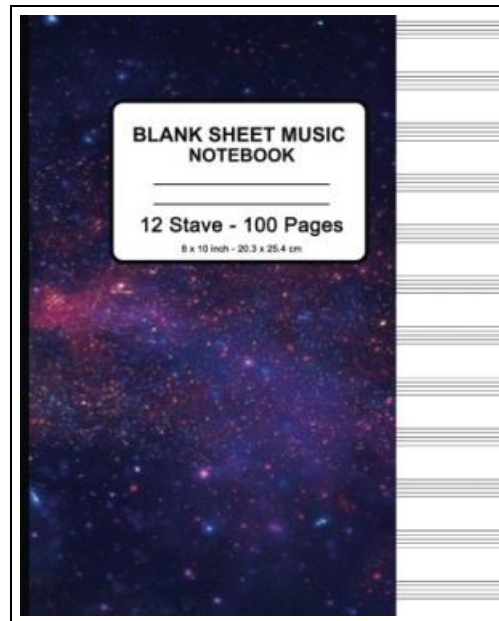 BLANK SHEET MUSIC
NOTEBOOK
12 Stave - 100 Pages
8 x 10 inch - 20.3 x 25.4 cm